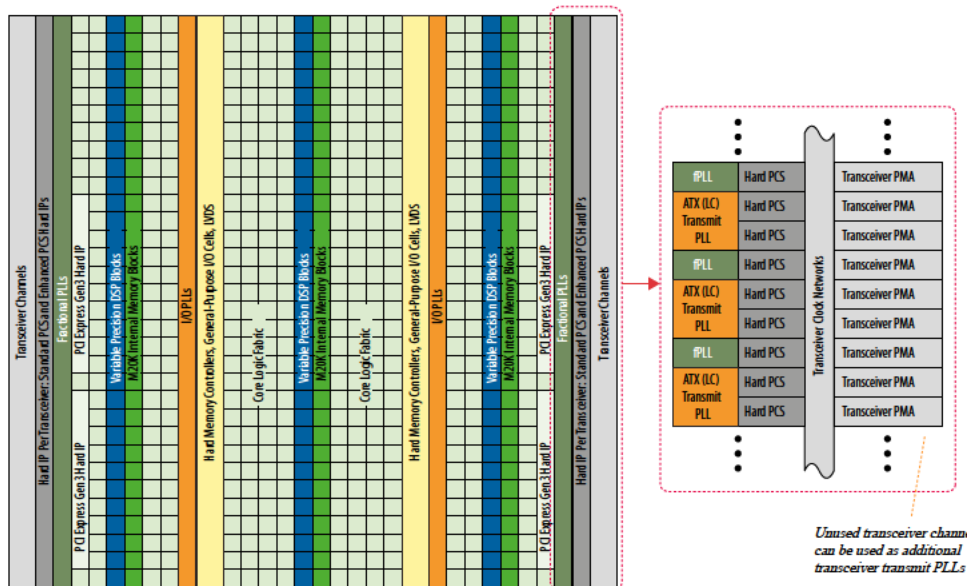 Transceiver Channels
Hard IP Per Transceiver: Standard PCS and Enhanced PCS Hard IPs
Fractional PLLs
PCI Express Gen3 Hard IP
PCI Express Gen3 Hard IP
Variable Precision DSP Blocks
M20K Internal Memory Blocks
I/O PLLs
Hard Memory Controllers, General-Purpose I/O Cells, LVDS
Core Logic Fabric
Variable Precision DSP Blocks
M20K Internal Memory Blocks
Core Logic Fabric
Hard Memory Controllers, General-Purpose I/O Cells, LVDS
I/O PLLs
Variable Precision DSP Blocks
M20K Internal Memory Blocks
PCI Express Gen3 Hard IP
PCI Express Gen3 Hard IP
Fractional PLLs
Hard IP Per Transceiver: Standard PCS and Enhanced PCS Hard IPs
Transceiver Channels
fPLL
ATX (LC)
Transmit
PLL
fPLL
ATX (LC)
Transmit
PLL
fPLL
ATX (LC)
Transmit
PLL
Hard PCS
Hard PCS
Hard PCS
Hard PCS
Hard PCS
Hard PCS
Hard PCS
Hard PCS
Hard PCS
Transceiver Clock Networks
Transceiver PMA
Transceiver PMA
Transceiver PMA
Transceiver PMA
Transceiver PMA
Transceiver PMA
Transceiver PMA
Transceiver PMA
Transceiver PMA
Unused transceiver
can be used as additional
transceiver transmit PLLs